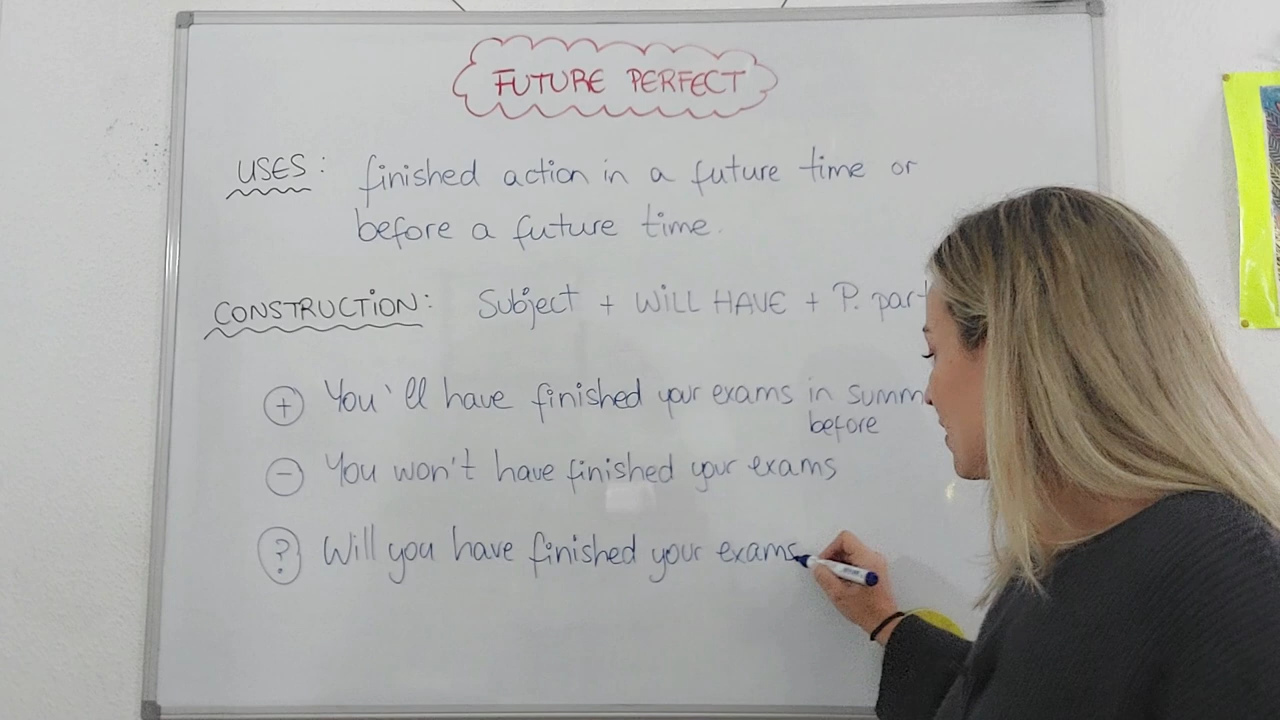 FUTURE PERFECT
USES: finished action in a future time or
before a future time.
CONSTRUCTION: Subject + WILL HAVE + P. part
+ You'll have finished your exams in
before
- You won't have finished your exams
? Will you have finished your exams